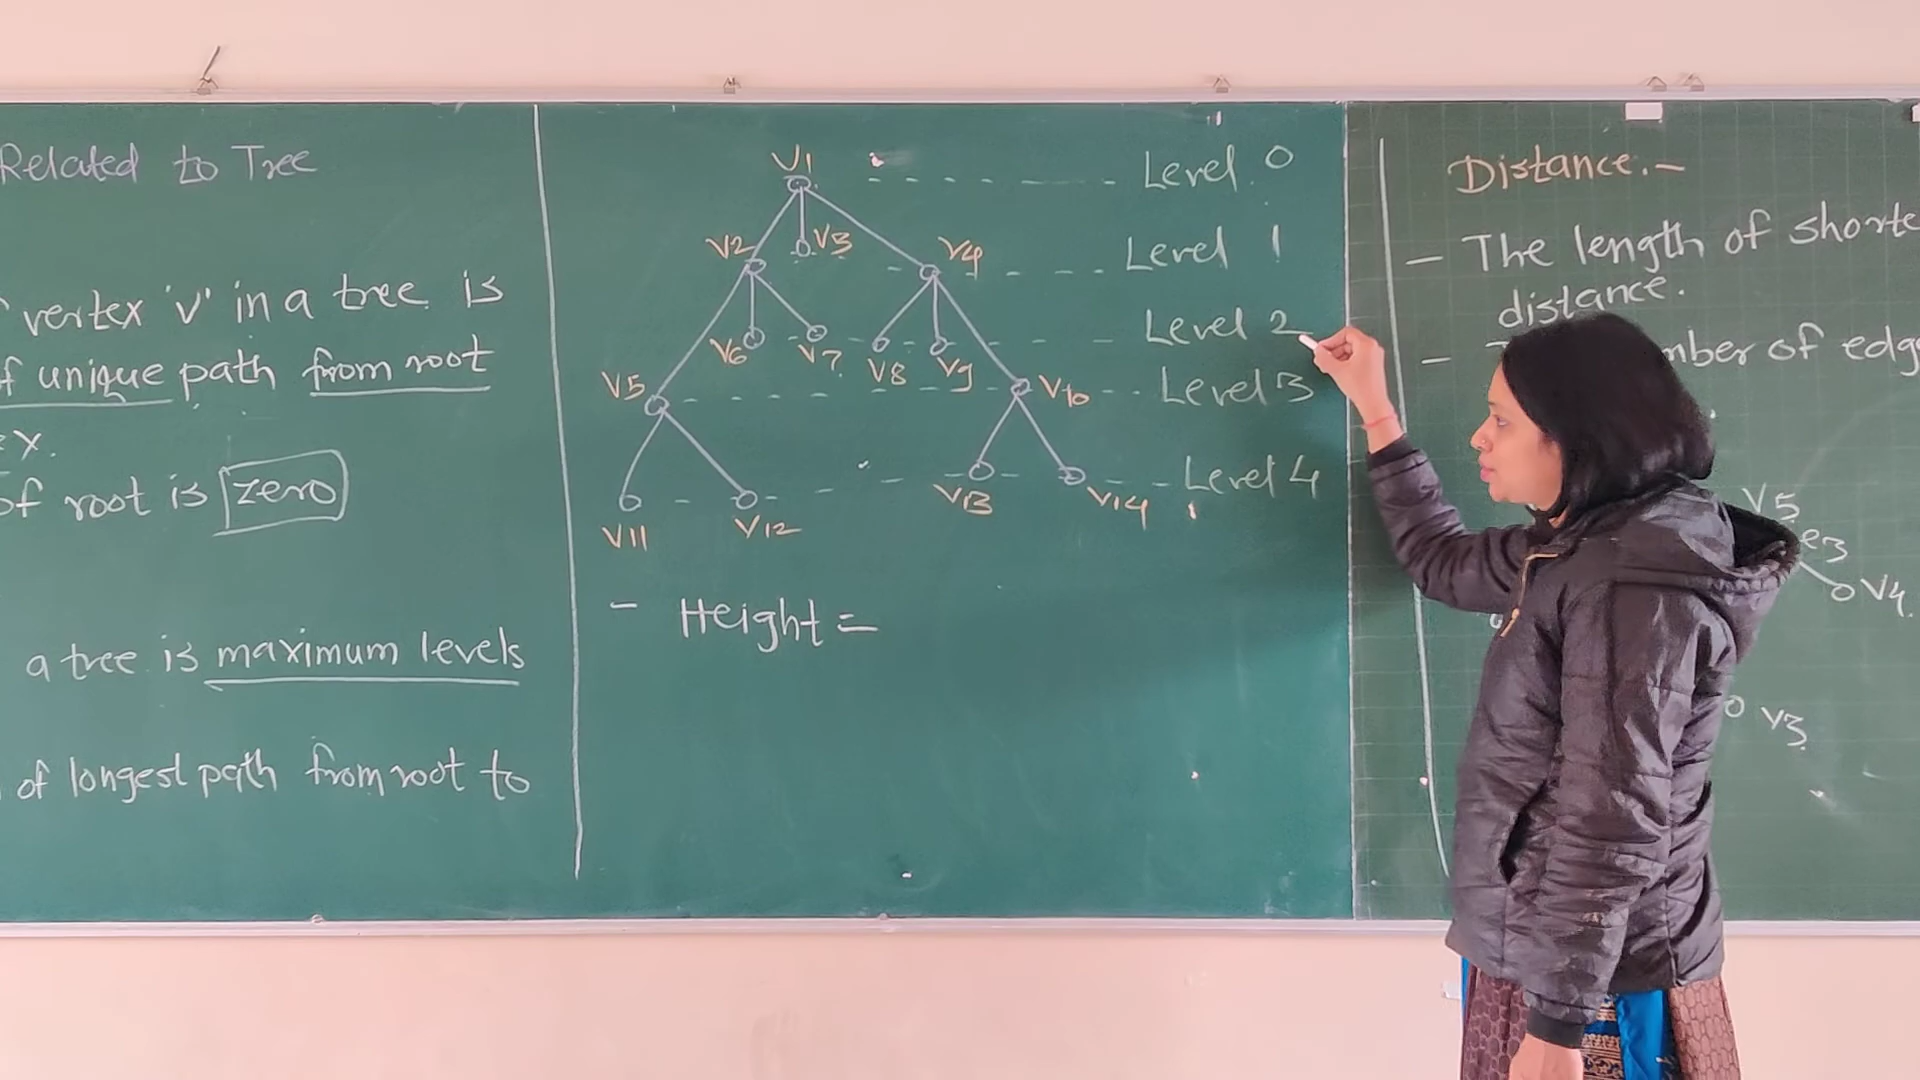 Related to Tree
vertex 'v' in a tree is
f unique path from root
ex.
of root is zero
a tree is maximum levels
of longest path from root to
V1 Level 0
V2 V3 V4 Level 1
V6 V7 V8 V9 Level 2
V5 V10 Level 3
V11 V12 V13 V14 Level 4
- Height =
Distance.-
- The length of shorte
distance.
- mber of edge
V5
e3
V4.
V3